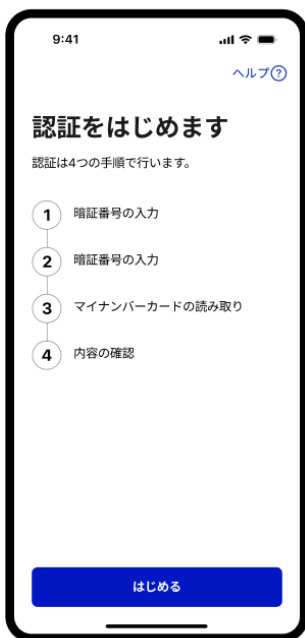 9:41
ヘルプ?
認証をはじめます
認証は4つの手順で行います。
1 暗証番号の入力
2 暗証番号の入力
3 マイナンバーカードの読み取り
4 内容の確認
はじめる